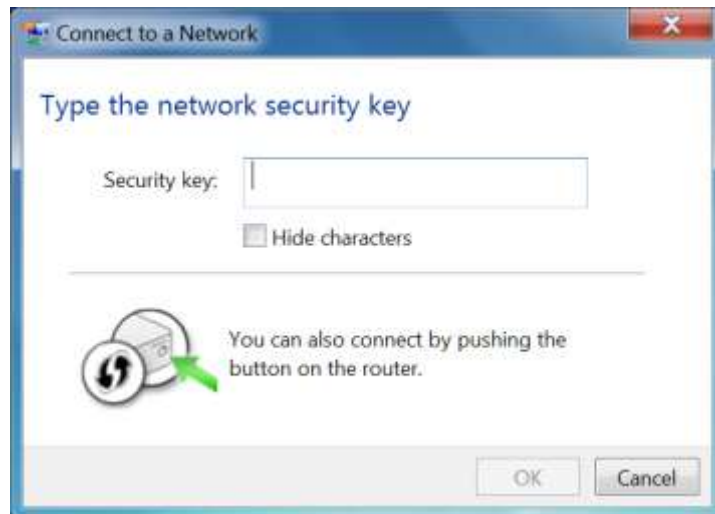 Connect to a Network
Type the network security key
Security key:
Hide characters
You can also connect by pushing the
button on the router.
OK
Cancel